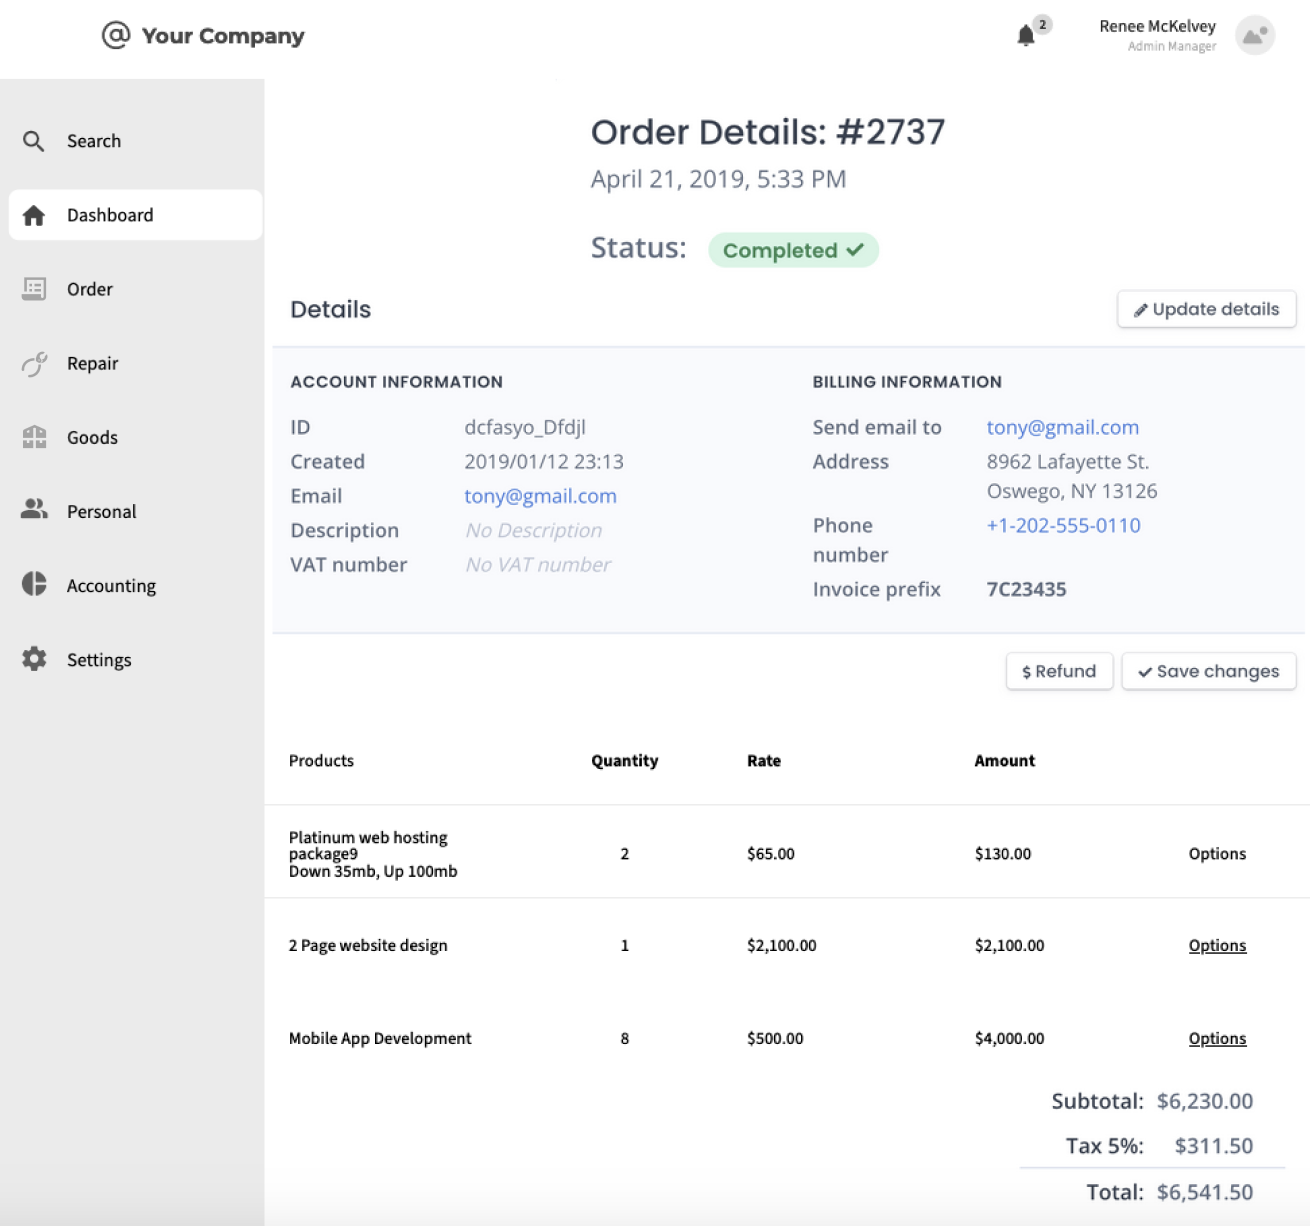 @ Your Company
2
Renee McKelvey
Admin Manager
Search
Dashboard
Order
Repair
Goods
Personal
Accounting
Settings
Order Details: #2737
April 21, 2019, 5:33 PM
Status: Completed ✓
Details
Update details
ACCOUNT INFORMATION
ID dcfasyo_Dfdjl
Created 2019/01/12 23:13
Email tony@gmail.com
Description No Description
VAT number No VAT number
BILLING INFORMATION
Send email to tony@gmail.com
Address 8962 Lafayette St.
Oswego, NY 13126
Phone +1-202-555-0110
number
Invoice prefix 7C23435
$ Refund
✓ Save changes
Products Quantity Rate Amount
Platinum web hosting
package9
Down 35mb, Up 100mb
2 $65.00 $130.00 Options
2 Page website design 1 $2,100.00 $2,100.00 Options
Mobile App Development 8 $500.00 $4,000.00 Options
Subtotal: $6,230.00
Tax 5%: $311.50
Total: $6,541.50